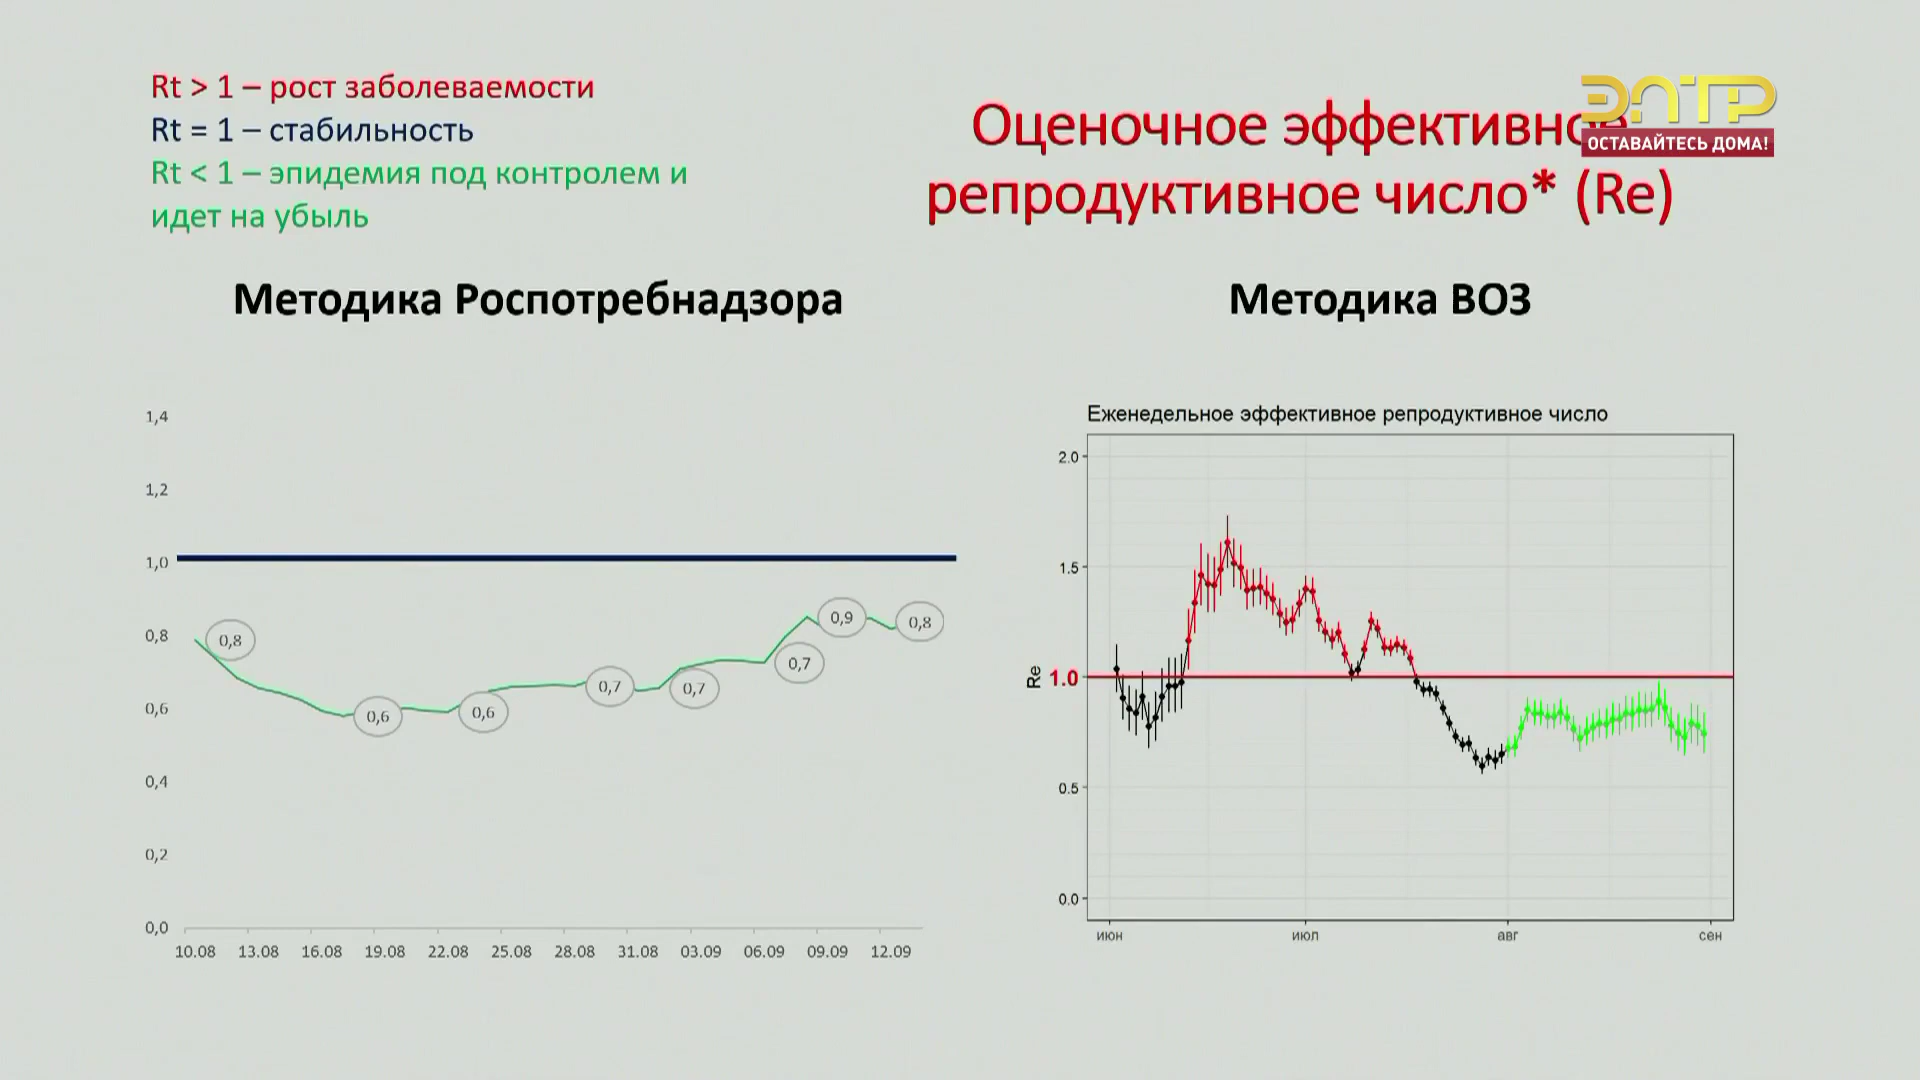 Rt > 1 – рост заболеваемости
Rt = 1 – стабильность
Rt < 1 – эпидемия под контролем и
идет на убыль
Оценочное эффективное
репродуктивное число* (Re)
ЭЛТР
ОСТАВАЙТЕСЬ ДОМА!
Методика Роспотребнадзора
1,4
1,2
1,0
0,8
0,6
0,4
0,2
0,0
0,8
0,6
0,6
0,7
0,7
0,7
0,9
0,8
10.08 13.08 16.08 19.08 22.08 25.08 28.08 31.08 03.09 06.09 09.09 12.09
Методика ВОЗ
Еженедельное эффективное репродуктивное число
2.0
1.5
Re 1.0
0.5
0.0
июн июл авг сен